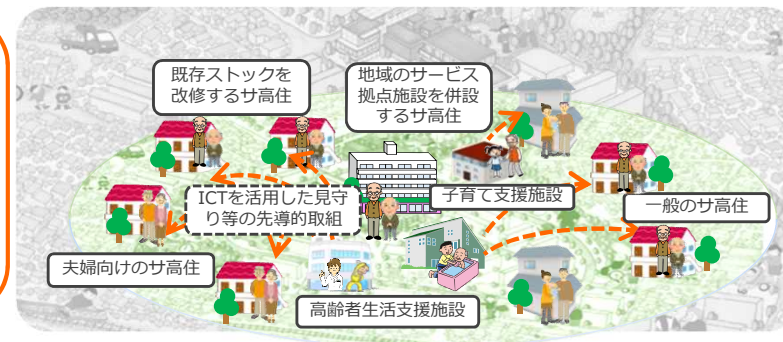 既存ストックを
改修するサ高住
地域のサービス
拠点施設を併設
するサ高住
ICTを活用した見守
り等の先導的取組
子育て支援施設
一般のサ高住
夫婦向けのサ高住
高齢者生活支援施設